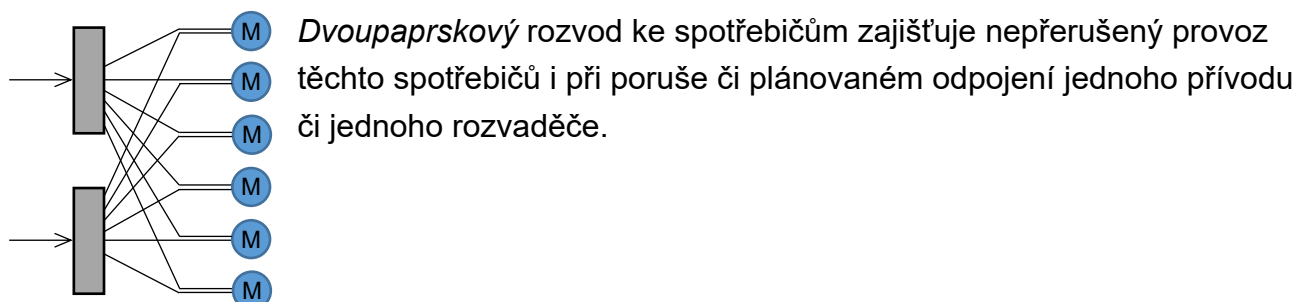 M
Dvoupaprskový rozvod ke spotřebičům zajišťuje nepřerušený provoz
M
těchto spotřebičů i při poruše či plánovaném odpojení jednoho přívodu
M
či jednoho rozvaděče.
M
M
M